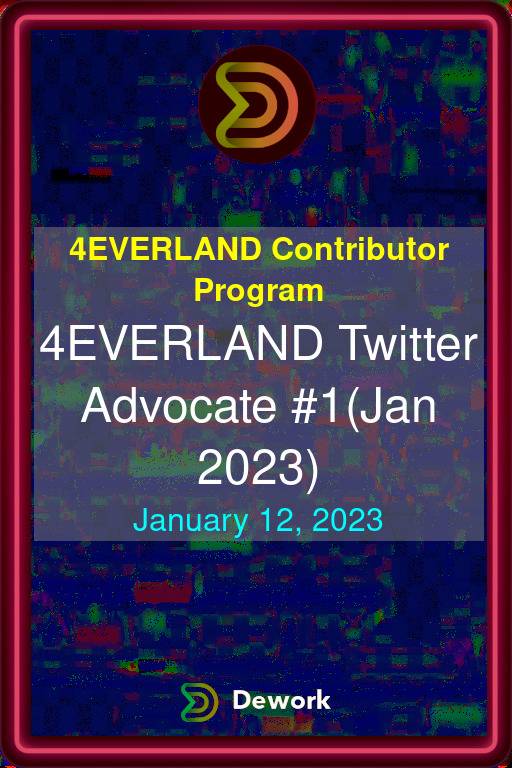 4EVERLAND Contributor
Program
4EVERLAND Twitter
Advocate #1(Jan
2023)
January 12, 2023
Dework